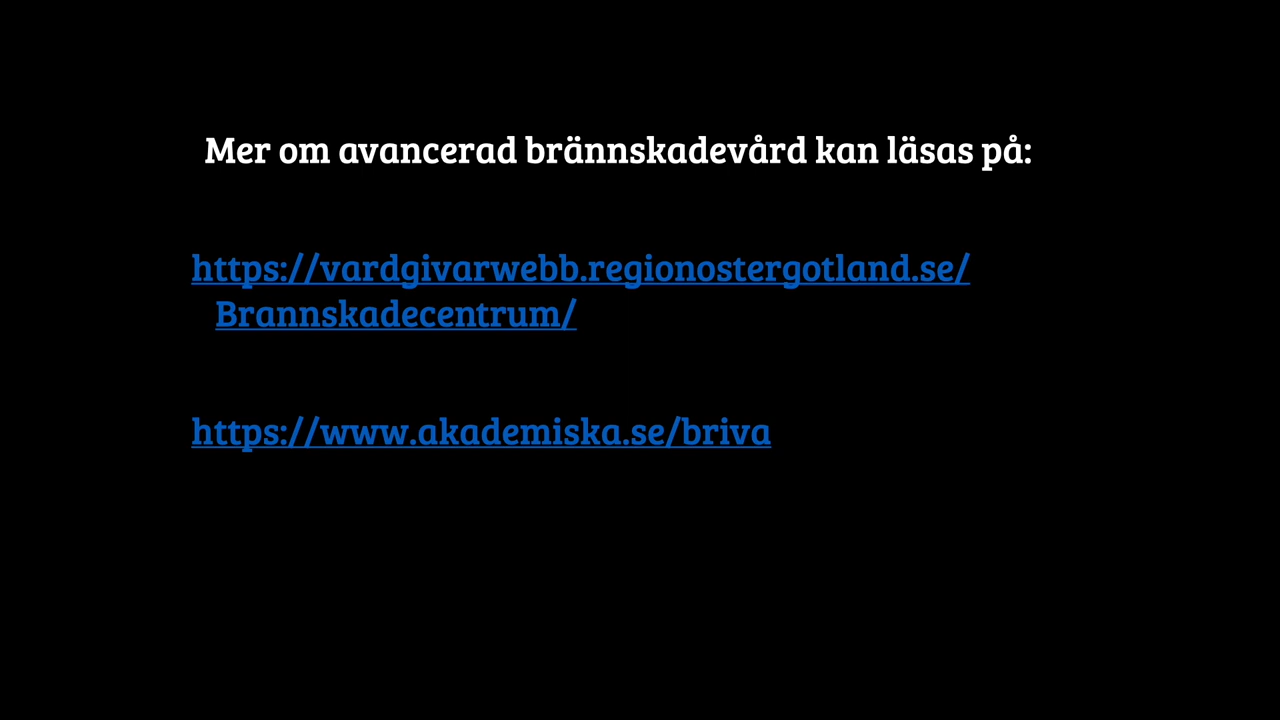 Mer om avancerad brännskadevård kan läsas på:
https://vardgivarwebb.regionostergotland.se/
Brannskadecentrum/
https://www.akademiska.se/briva